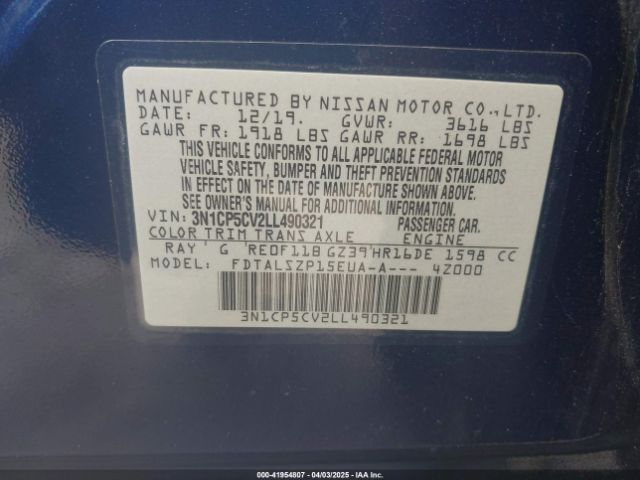 MANUFACTURED BY NISSAN MOTOR CO., LTD.
DATE: 12/19. GVWR: 3616 LBS
GAWR FR: 1918 LBS GAWR RR: 1698 LBS
THIS VEHICLE CONFORMS TO ALL APPLICABLE FEDERAL MOTOR
VEHICLE SAFETY, BUMPER AND THEFT PREVENTION STANDARDS
IN EFFECT ON THE DATE OF MANUFACTURE SHOWN ABOVE.
SEE OWNER'S MANUAL FOR ADDITIONAL INFORMATION.
VIN: 3N1CP5CV2LL490321 PASSENGER CAR.
COLOR TRIM TRANS AXLE ENGINE
RAY ' G 'RE0F11B GZ39'HR16DE 1598 CC
MODEL: FDTALSZP15EUA-A--- 4Z000
3N1CP5CV2LL490321
000-41954807 - 04/03/2025 - IAAI.com